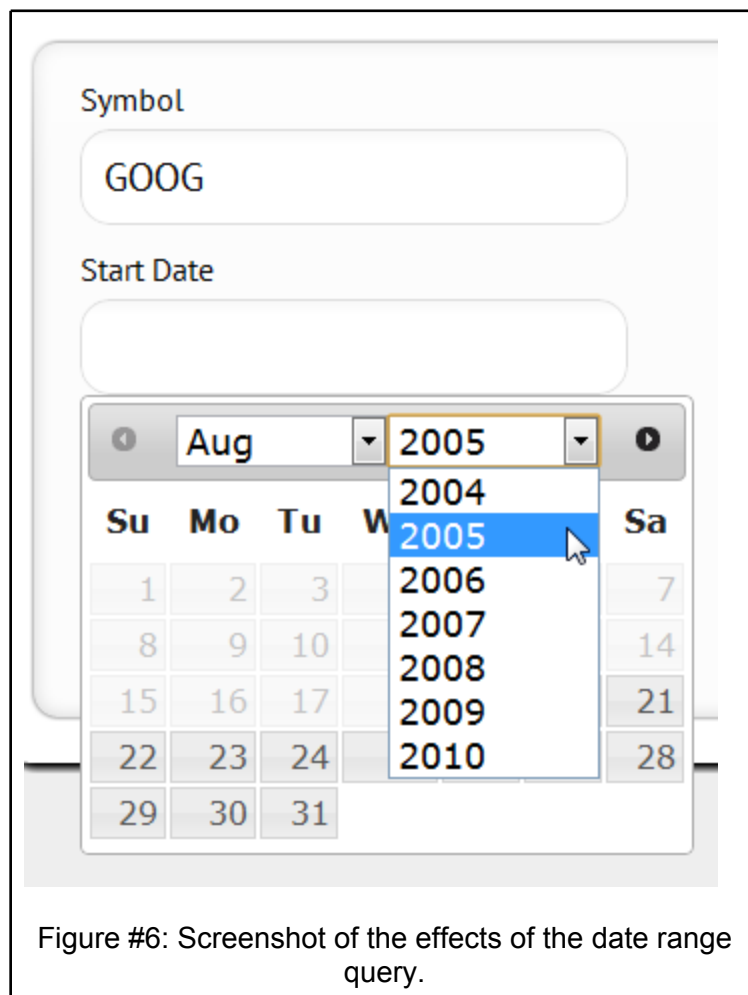 Symbol
GOOG
Start Date
Aug 2005
2004
Su Mo Tu W 2005 Sa
1 2 3 2006 7
2007
8 9 10 2008 14
15 16 17 2009 21
22 23 24 2010 28
29 30 31
Figure #6: Screenshot of the effects of the date range
query.